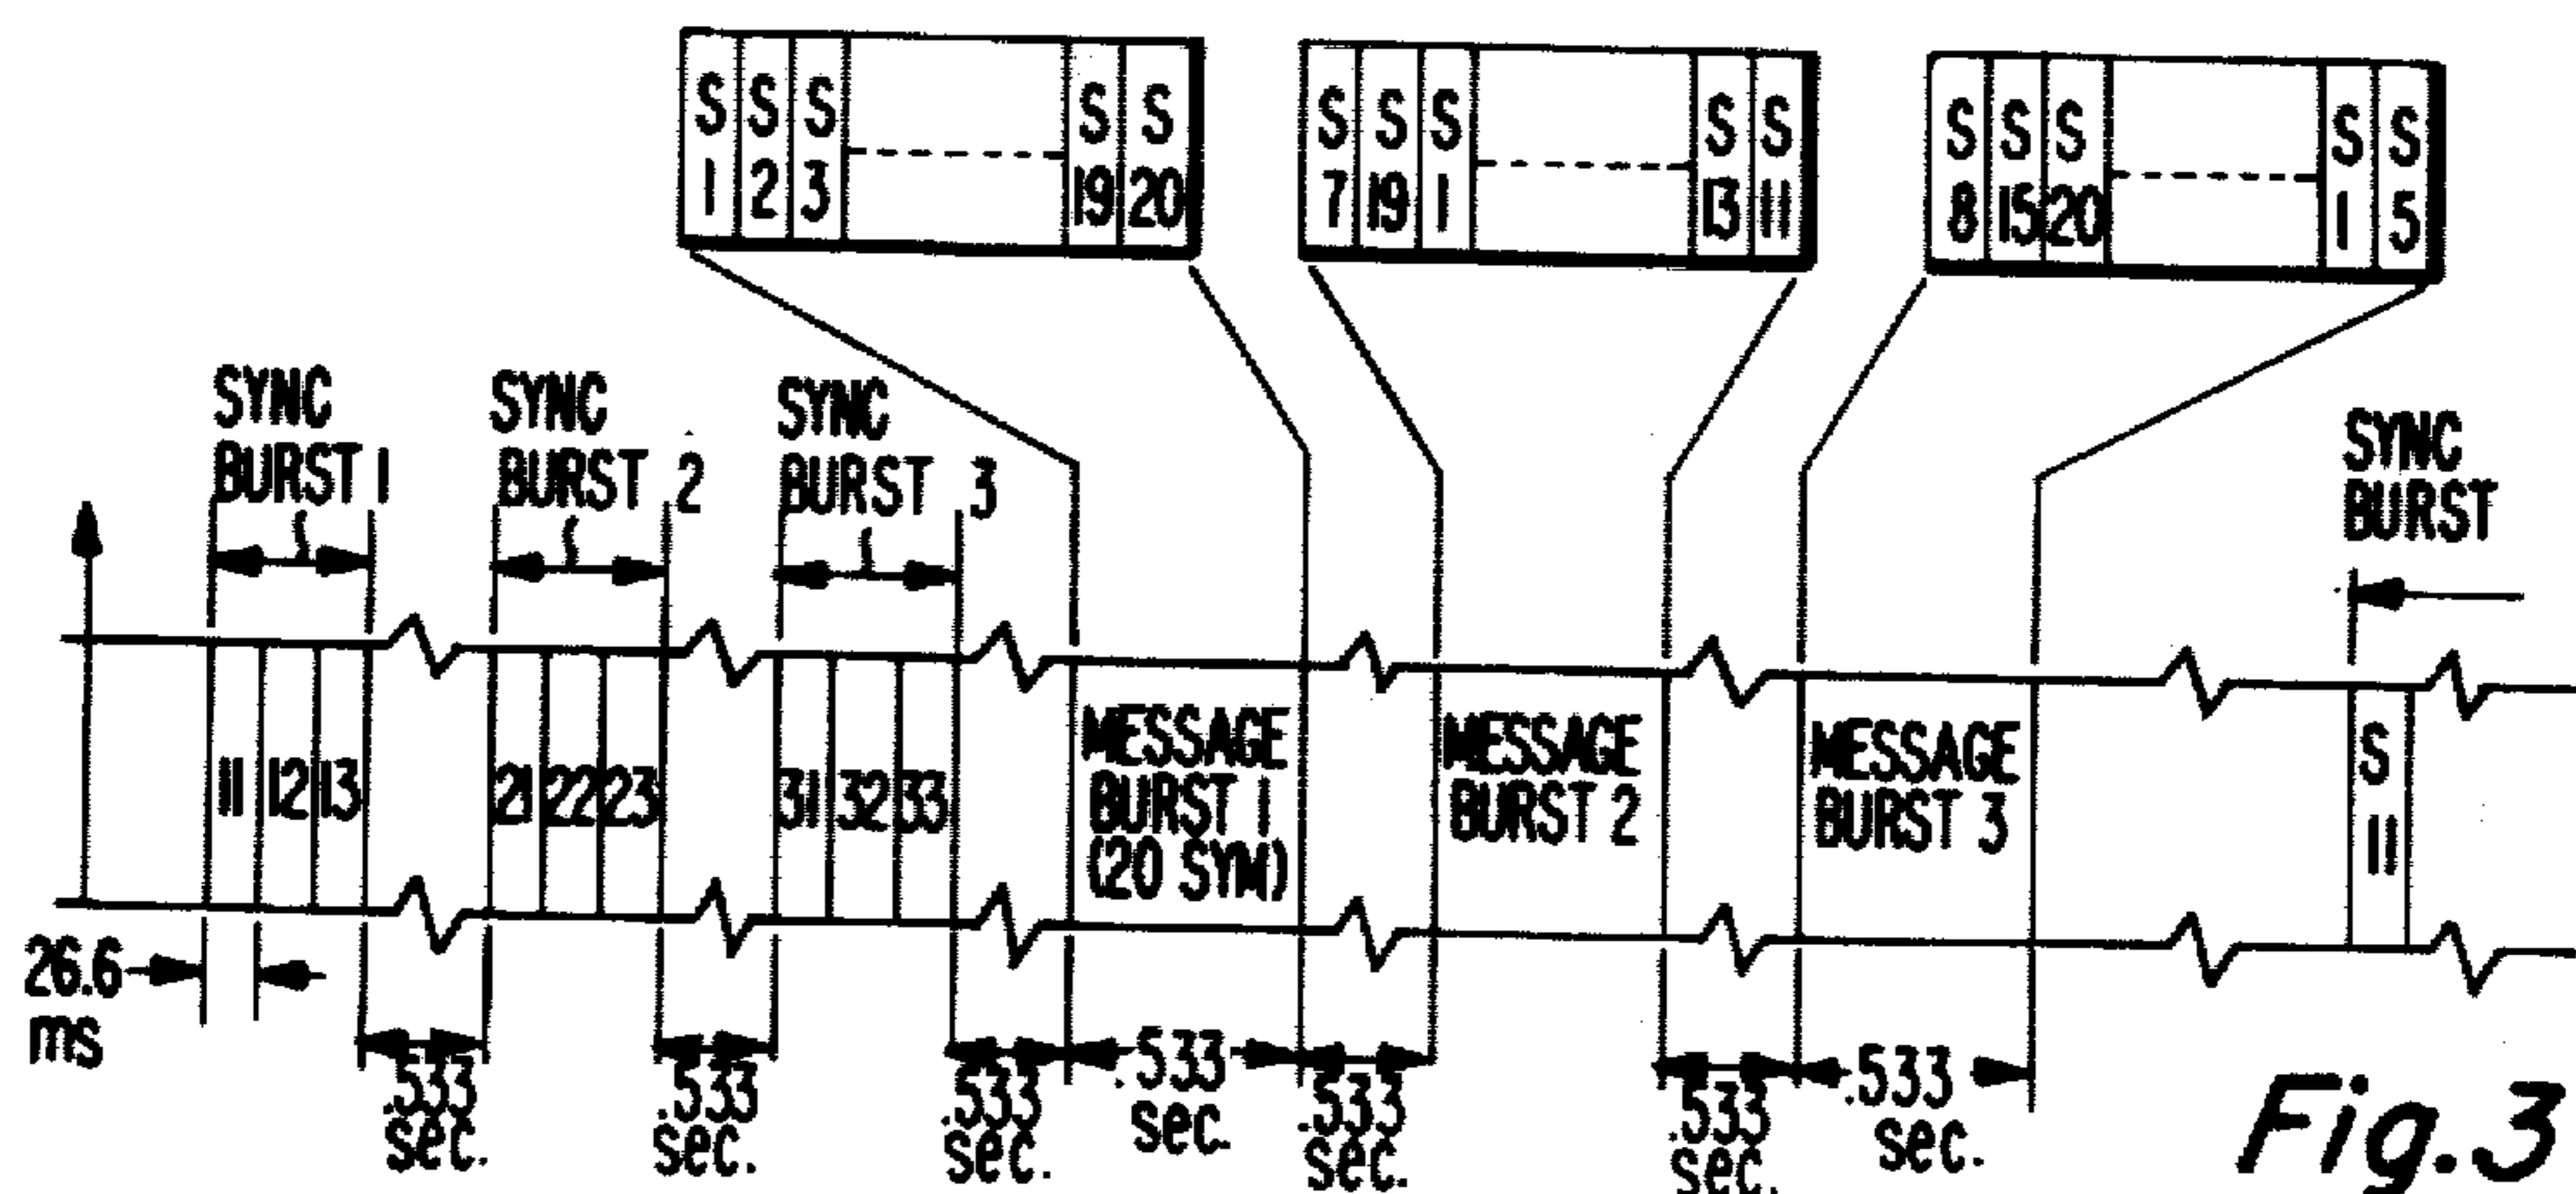 S S S S S
1 2 3 19 20
S S S S S
7 19 1 13 11
S S S S S
8 15 20 1 5
SYNC
BURST 1
SYNC
BURST 2
SYNC
BURST 3
SYNC
BURST
11 12 13
21 22 23
31 32 33
MESSAGE
BURST 1
(20 SYM)
MESSAGE
BURST 2
MESSAGE
BURST 3
S
11
26.6
ms
.533
sec.
.533
sec.
.533
sec.
.533
sec.
.533
sec.
.533
sec.
.533
sec.
Fig.3